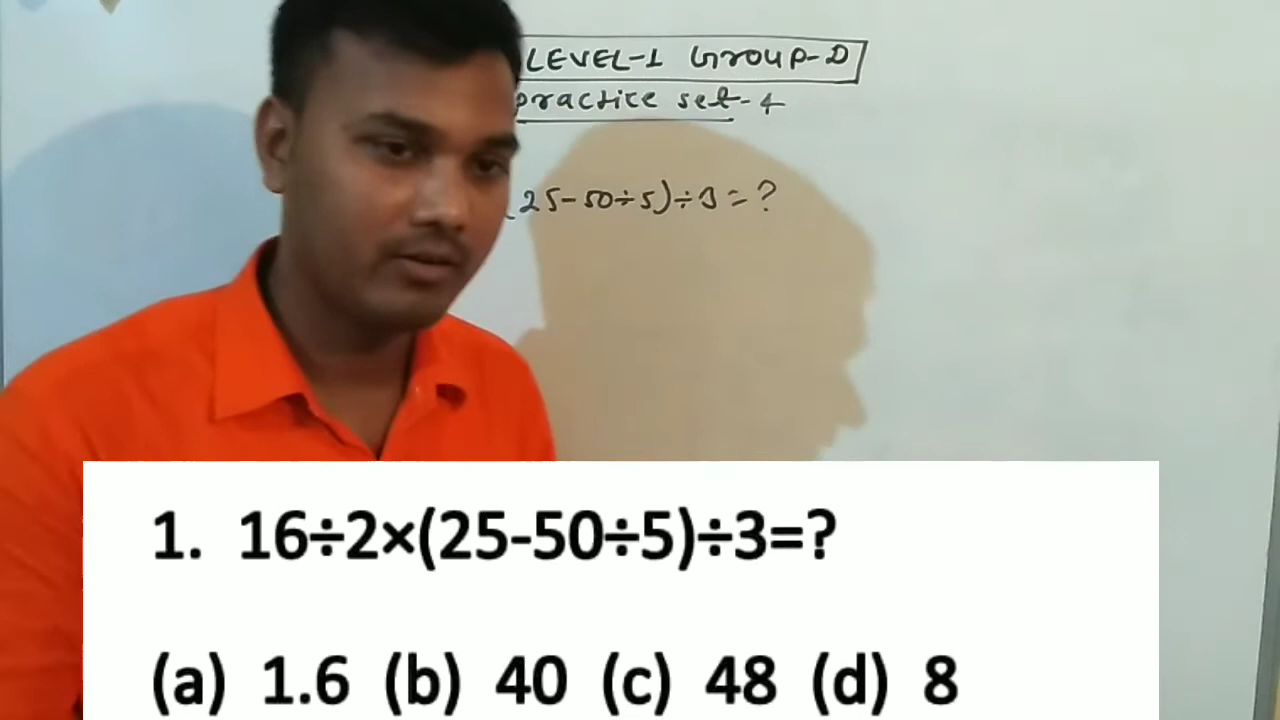 LEVEL-1 GROUP-D
practice set-4
(25-50÷5)÷3=?
1. 16÷2×(25-50÷5)÷3=?
(a) 1.6 (b) 40 (c) 48 (d) 8